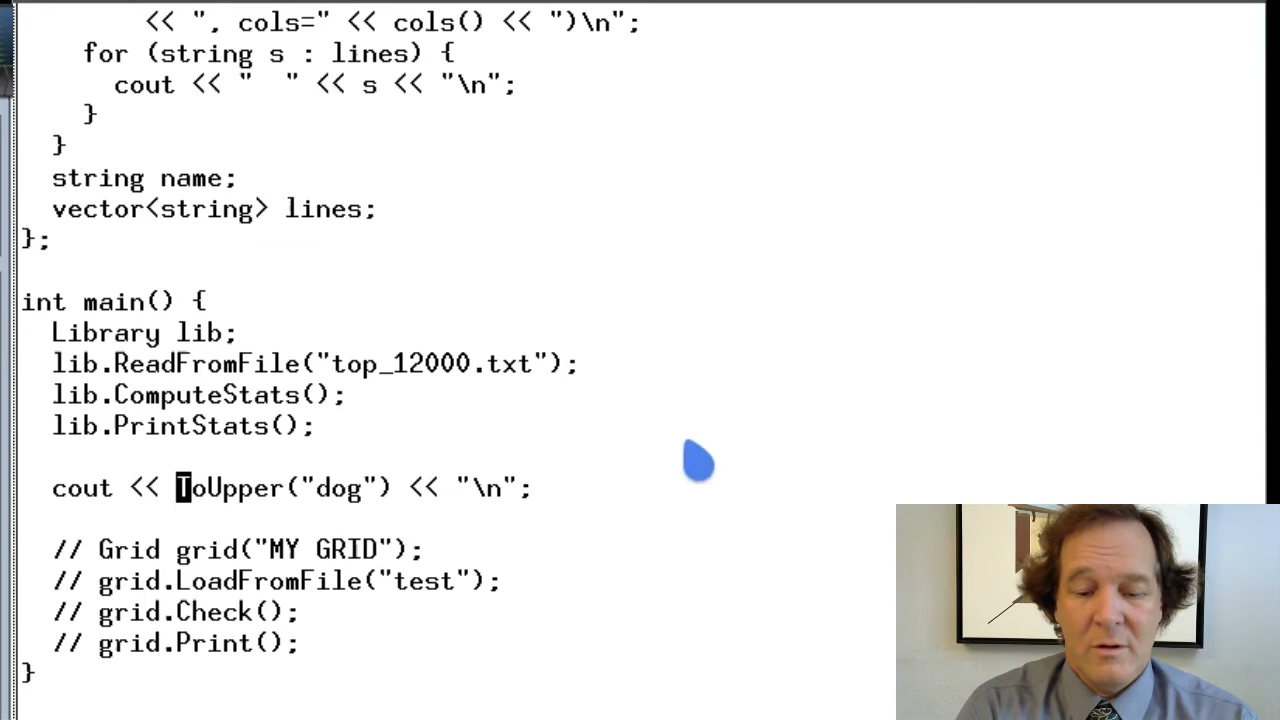 << ", cols=" << cols() << ")\n";
for (string s : lines) {
cout << "  " << s << "\n";
}
}
string name;
vector<string> lines;
};
int main() {
Library lib;
lib.ReadFromFile("top_12000.txt");
lib.ComputeStats();
lib.PrintStats();
cout << ToUpper("dog") << "\n";
// Grid grid("MY GRID");
// grid.LoadFromFile("test");
// grid.Check();
// grid.Print();
}